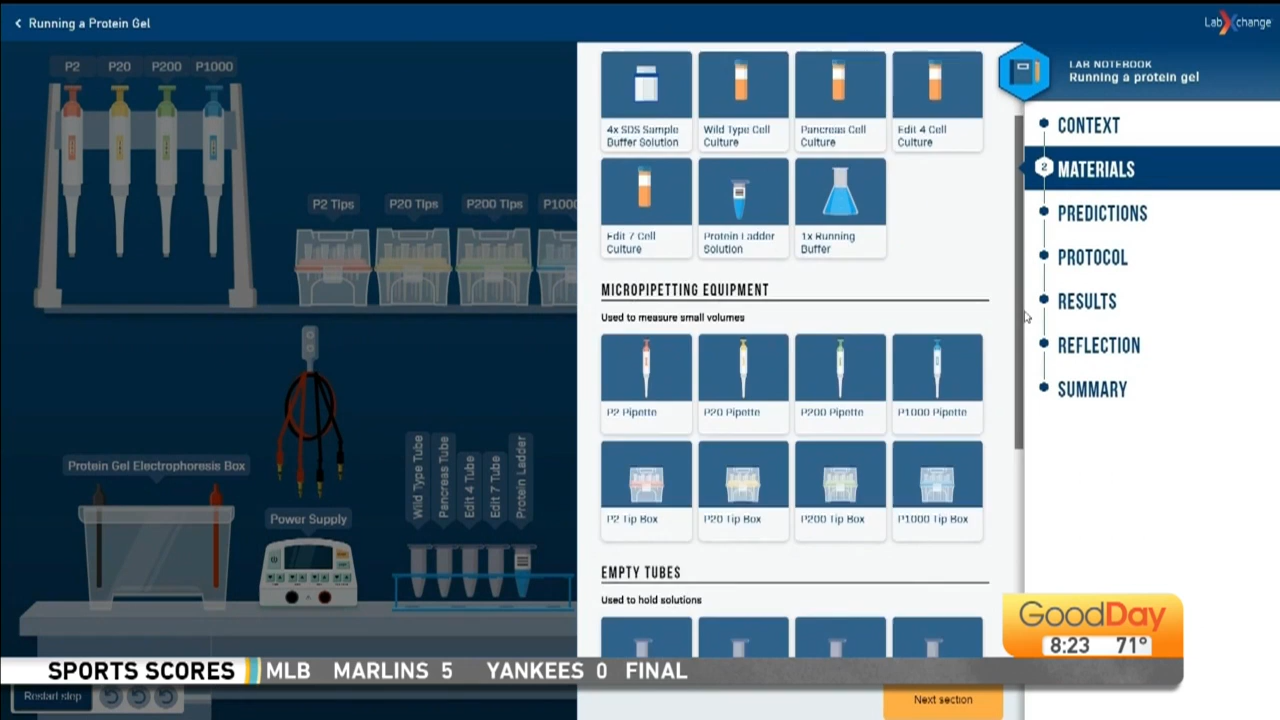 Running a Protein Gel
LabXchange
P2 P20 P200 P1000
P2 Tips P20 Tips P200 Tips P1000
Protein Gel Electrophoresis Box
Power Supply
Wild Type Tube
Pancreas Tube
Edit 4 Tube
Edit 7 Tube
Protein Ladder
4x SDS Sample
Buffer Solution
Wild Type Cell
Culture
Pancreas Cell
Culture
Edit 4 Cell
Culture
Edit 7 Cell
Culture
Protein Ladder
Solution
1x Running
Buffer
MICROPIPETTING EQUIPMENT
Used to measure small volumes
P2 Pipette P20 Pipette P200 Pipette P1000 Pipette
P2 Tip Box P20 Tip Box P200 Tip Box P1000 Tip Box
EMPTY TUBES
Used to hold solutions
LAB NOTEBOOK
Running a protein gel
CONTEXT
2 MATERIALS
PREDICTIONS
PROTOCOL
RESULTS
REFLECTION
SUMMARY
GoodDay
8:23 71°
SPORTS SCORES MLB MARLINS 5 YANKEES 0 FINAL
Restart step
Next section